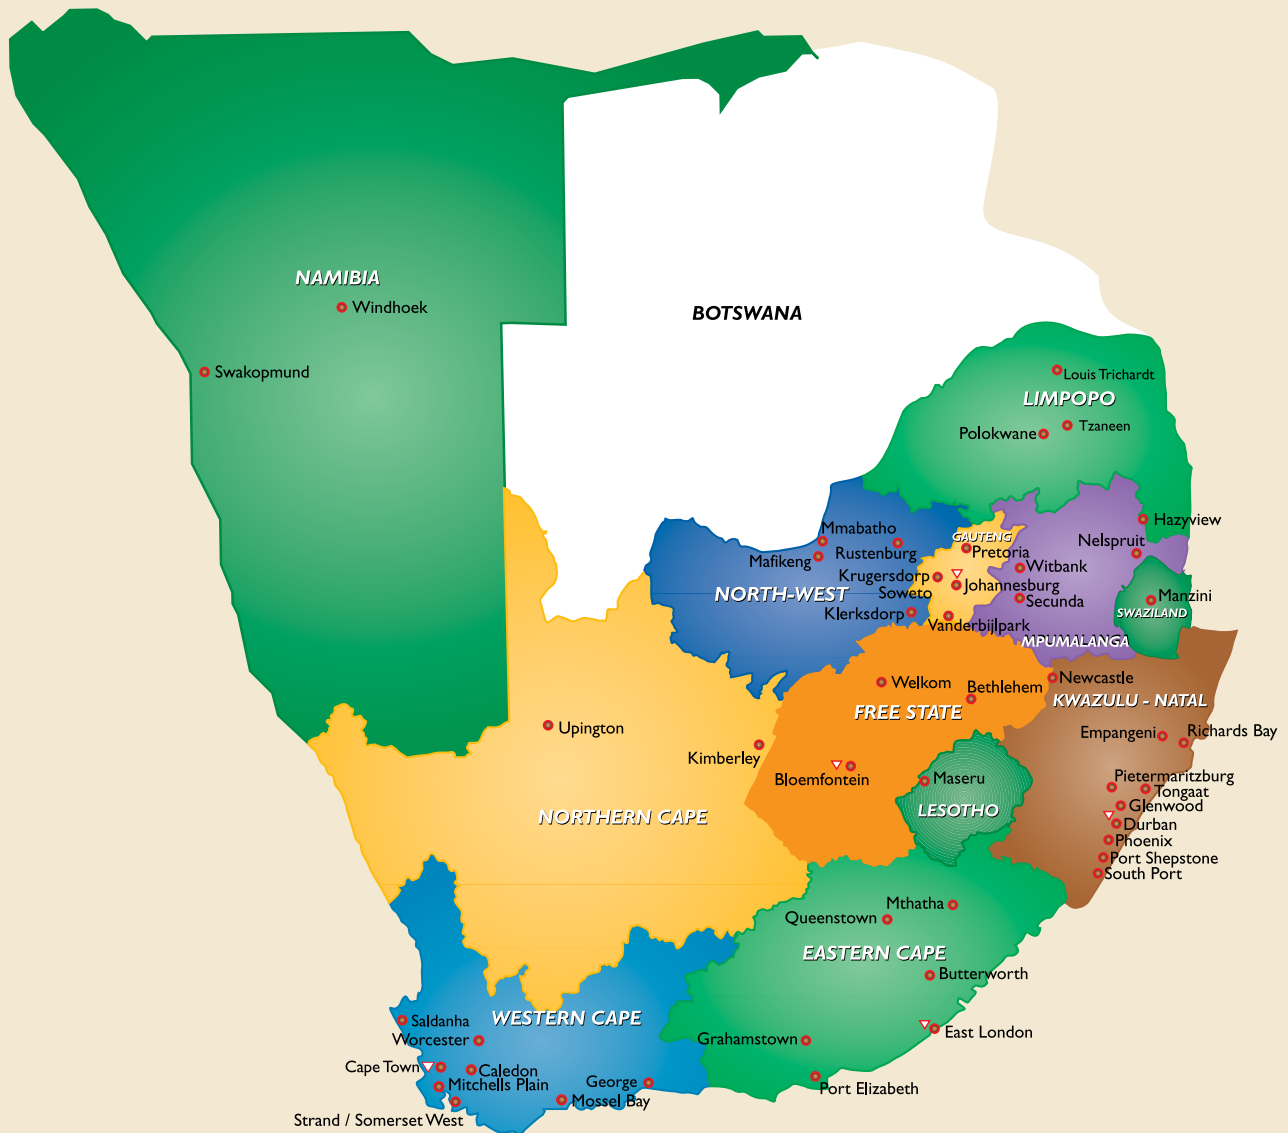 NAMIBIA
Windhoek
Swakopmund
BOTSWANA
Louis Trichardt
LIMPOPO
Tzaneen
Polokwane
Hazyview
Mmabatho
Rustenburg
Mafikeng
GAUTENG
Pretoria
Nelspruit
Witbank
Krugersdorp
Johannesburg
Soweto
NORTH-WEST
Secunda
Manzini
SWAZILAND
Klerksdorp
Vanderbijlpark
MPUMALANGA
Newcastle
Welkom
Bethlehem
KWAZULU - NATAL
FREE STATE
Empangeni
Richards Bay
Upington
Kimberley
Bloemfontein
Maseru
LESOTHO
Pietermaritzburg
Tongaat
Glenwood
Durban
Phoenix
Port Shepstone
South Port
NORTHERN CAPE
Mthatha
Queenstown
EASTERN CAPE
Butterworth
East London
Grahamstown
Port Elizabeth
WESTERN CAPE
Saldanha
Worcester
Cape Town
Caledon
Mitchells Plain
George
Mossel Bay
Strand / Somerset West